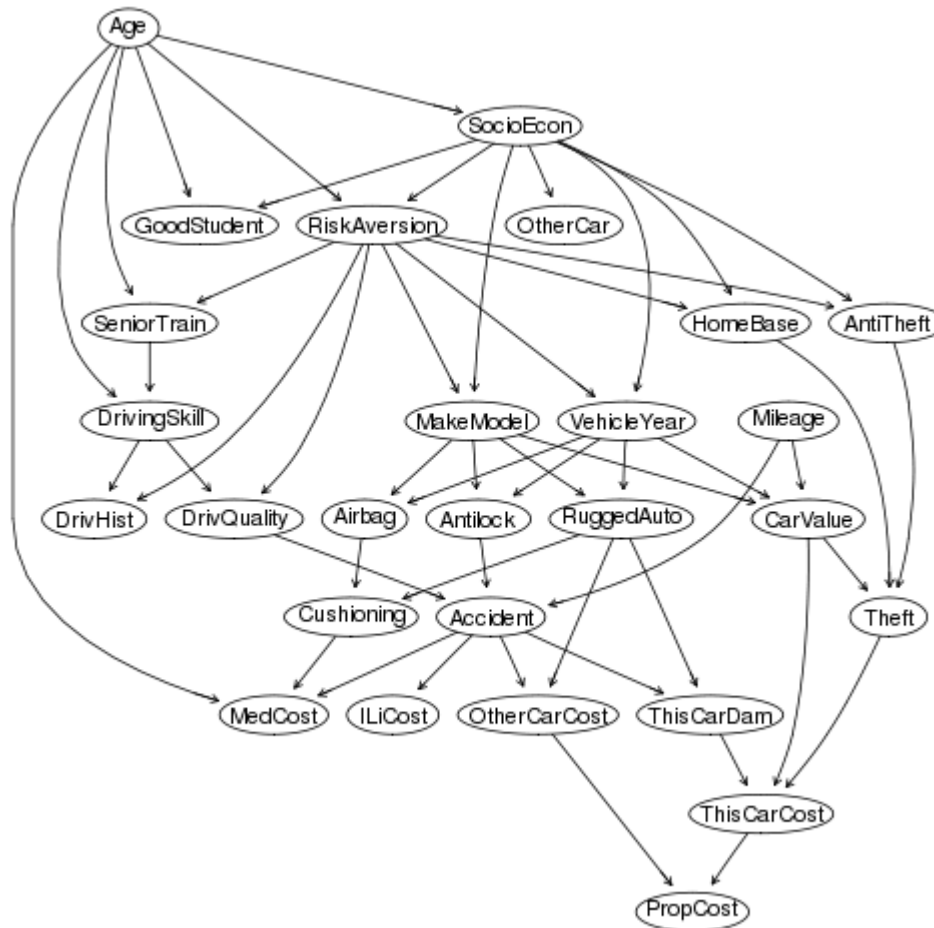 Age
SocioEcon
GoodStudent
RiskAversion
OtherCar
SeniorTrain
HomeBase
AntiTheft
DrivingSkill
MakeModel
VehicleYear
Mileage
DrivHist
DrivQuality
Airbag
Antilock
RuggedAuto
CarValue
Cushioning
Accident
Theft
MedCost
ILiCost
OtherCarCost
ThisCarDam
ThisCarCost
PropCost